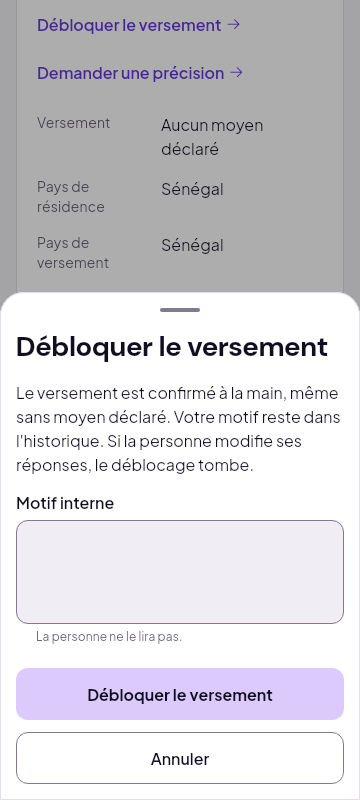 Débloquer le versement →
Demander une précision →
Versement
Aucun moyen
déclaré
Pays de
résidence
Sénégal
Pays de
versement
Sénégal
Débloquer le versement
Le versement est confirmé à la main, même
sans moyen déclaré. Votre motif reste dans
l'historique. Si la personne modifie ses
réponses, le déblocage tombe.
Motif interne
La personne ne le lira pas.
Débloquer le versement
Annuler